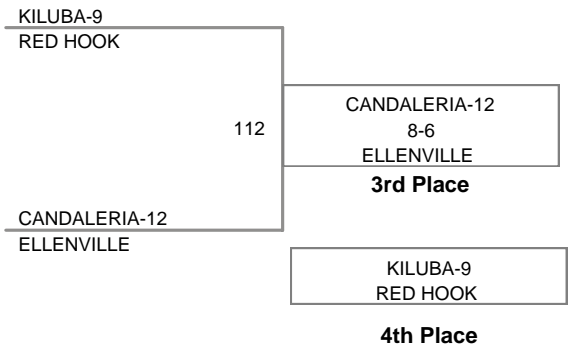 KILUBA-9
RED HOOK
112
CANDALERIA-12
8-6
ELLENVILLE
3rd Place
CANDALERIA-12
ELLENVILLE
KILUBA-9
RED HOOK
4th Place